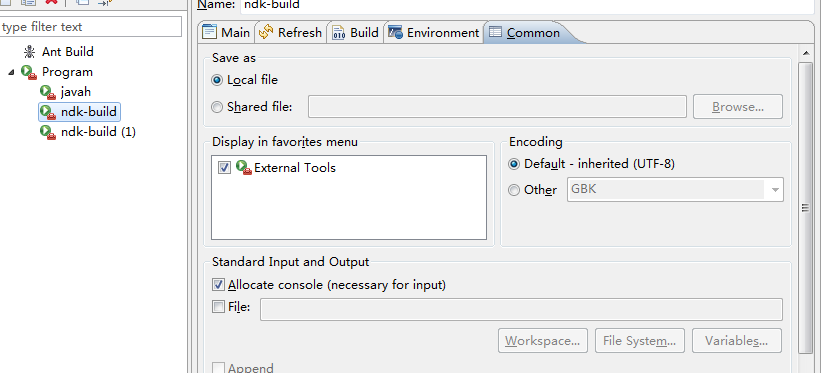 Name: ndk-build
type filter text
Ant Build
Program
javah
ndk-build
ndk-build (1)
Main Refresh Build Environment Common
Save as
Local file
Shared file: Browse...
Display in favorites menu
External Tools
Encoding
Default - inherited (UTF-8)
Other GBK
Standard Input and Output
Allocate console (necessary for input)
File:
Workspace... File System... Variables...
Append